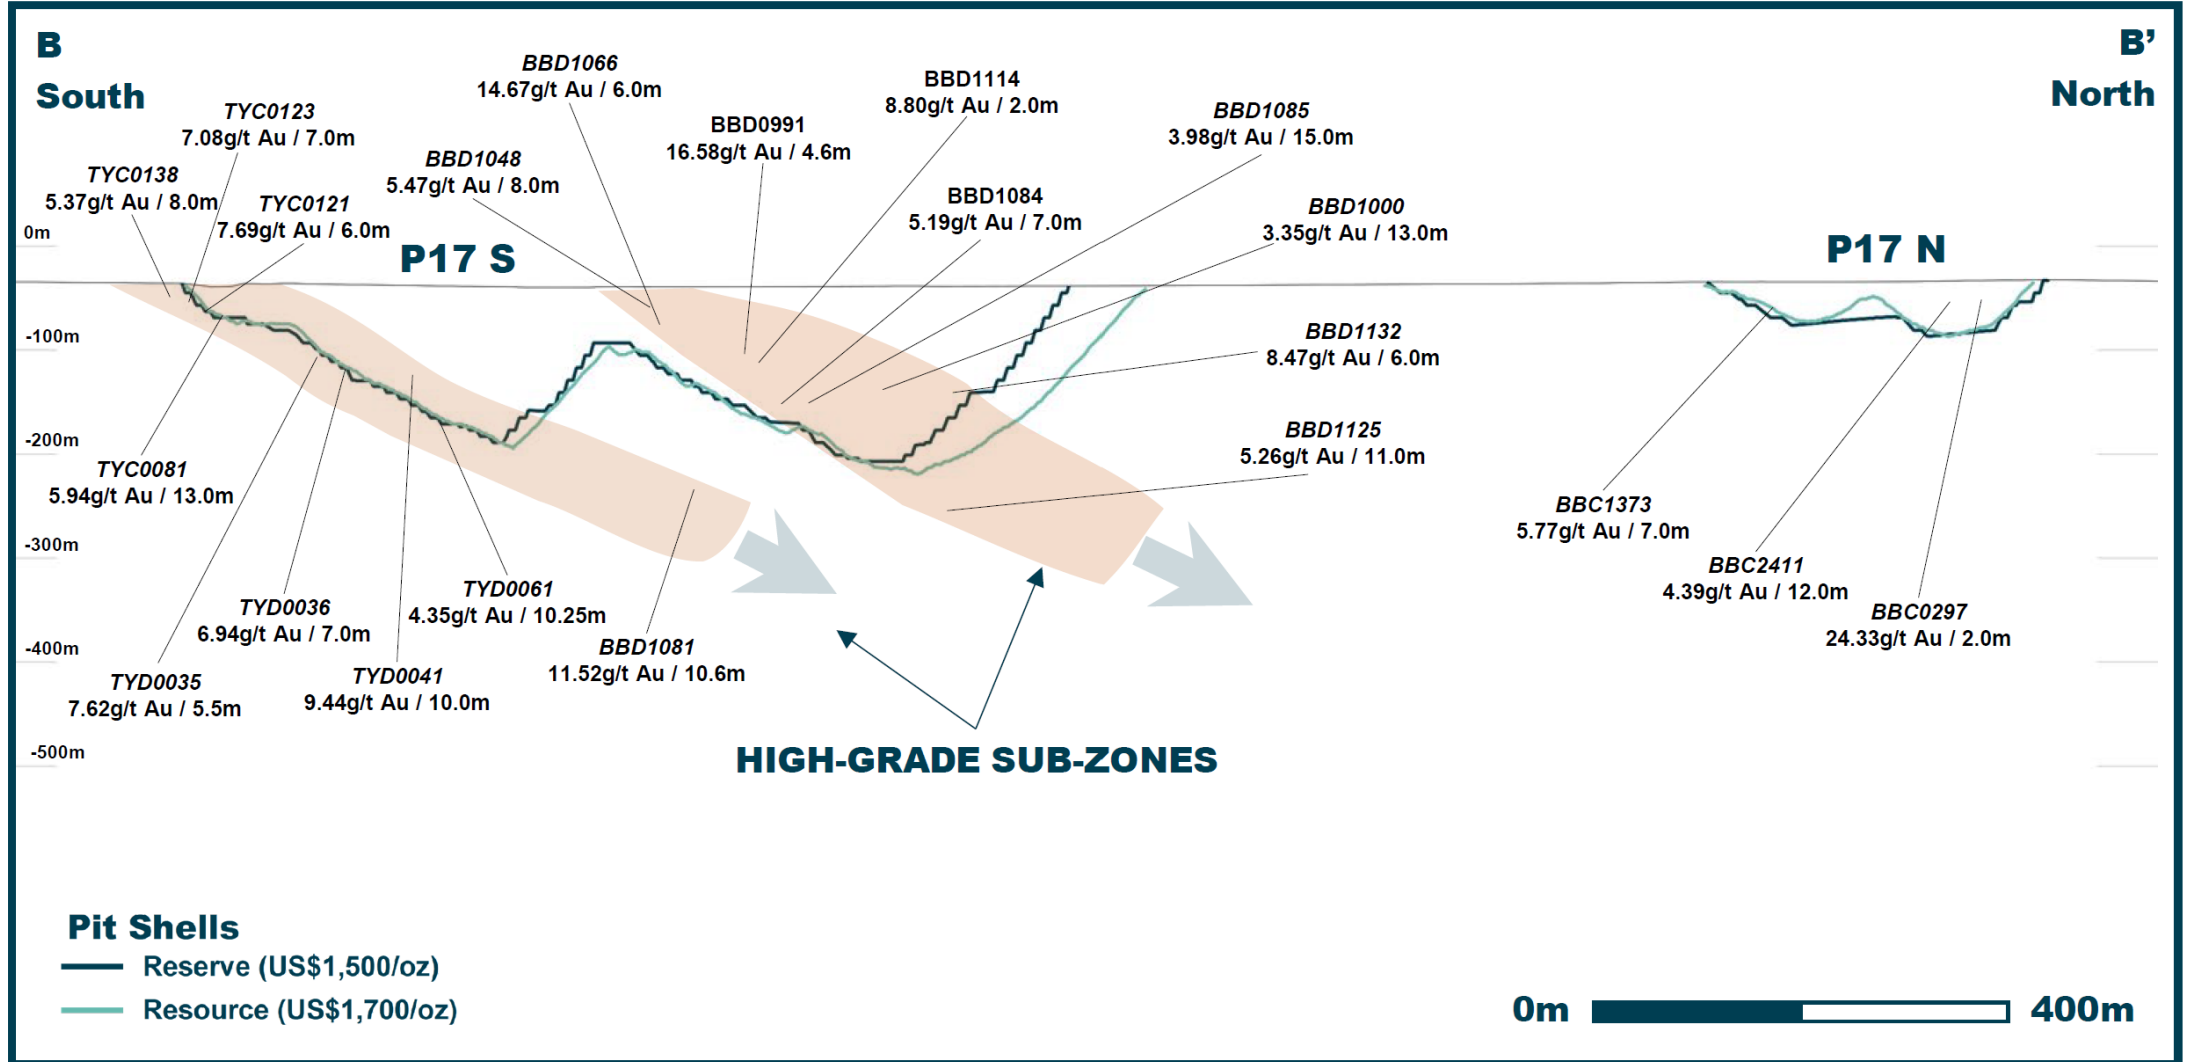 B
South
B’
North
BBD1066
14.67g/t Au / 6.0m
BBD1114
8.80g/t Au / 2.0m
TYC0123
7.08g/t Au / 7.0m
BBD0991
16.58g/t Au / 4.6m
BBD1085
3.98g/t Au / 15.0m
TYC0138
5.37g/t Au / 8.0m
BBD1048
5.47g/t Au / 8.0m
TYC0121
7.69g/t Au / 6.0m
BBD1084
5.19g/t Au / 7.0m
BBD1000
3.35g/t Au / 13.0m
0m
P17 S
P17 N
-100m
BBD1132
8.47g/t Au / 6.0m
-200m
BBD1125
5.26g/t Au / 11.0m
TYC0081
5.94g/t Au / 13.0m
BBC1373
5.77g/t Au / 7.0m
-300m
BBC2411
4.39g/t Au / 12.0m
TYD0061
4.35g/t Au / 10.25m
TYD0036
6.94g/t Au / 7.0m
BBC0297
24.33g/t Au / 2.0m
-400m
BBD1081
11.52g/t Au / 10.6m
TYD0041
9.44g/t Au / 10.0m
TYD0035
7.62g/t Au / 5.5m
-500m
HIGH-GRADE SUB-ZONES
Pit Shells
Reserve (US$1,500/oz)
Resource (US$1,700/oz)
0m
400m